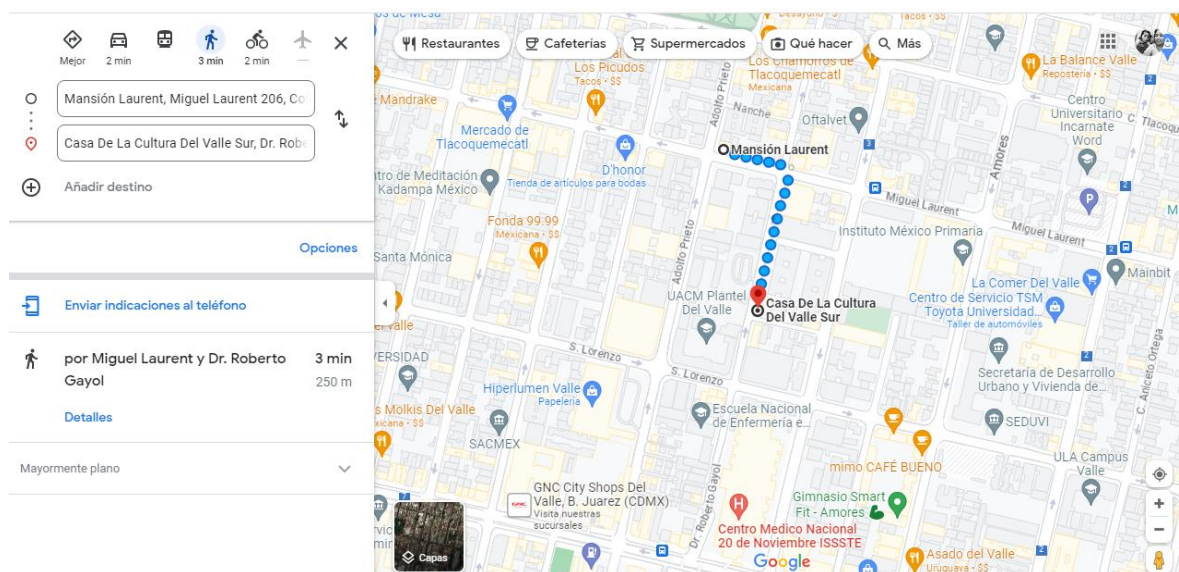 Mejor
2 min
3 min
2 min
Mansión Laurent, Miguel Laurent 206, Co
Casa De La Cultura Del Valle Sur, Dr. Rob
Añadir destino
Opciones
Enviar indicaciones al teléfono
por Miguel Laurent y Dr. Roberto
Gayol
3 min
250 m
Detalles
Mayormente plano
Restaurantes
Cafeterías
Supermercados
Qué hacer
Más
Los Picudos
Tacos · $$
Los Chamorros de
Tlacoquemecatl
La Balance Valle
Repostería · $$
Mandrake
Mercado de
Tlacoquemecatl
Adolfo Prieto
Nanche
Oftalvet
Centro
Universitario
Incarnate
Word
Amores
Mansión Laurent
D'honor
Tienda de artículos para bodas
ntro de Meditación
Kadampa México
Miguel Laurent
Miguel Laurent
Fonda 99.99
Mexicana · $$
Instituto México Primaria
Santa Mónica
Adolfo Prieto
Mainbit
La Comer Del Valle
UACM Plantel
Del Valle
Casa De La Cultura
Del Valle Sur
Centro de Servicio TSM
Toyota Universidad...
Taller de automóviles
S. Lorenzo
S. Lorenzo
Secretaría de Desarrollo
Urbano y Vivienda de...
C. Aniceto Ortega
Hiperlumen Valle
Papelería
s Molkis Del Valle
SACMEX
Escuela Nacional
de Enfermería e...
SEDUVI
ULA Campus
Valle
mimo CAFÉ BUENO
GNC City Shops Del
Valle, B. Juarez (CDMX)
Visita nuestras
sucursales
GNC
Dr. Roberto Gayol
Gimnasio Smart
Fit - Amores
Centro Medico Nacional
20 de Noviembre ISSSTE
Capas
Google
Asado del Valle
Uruguaya · $$